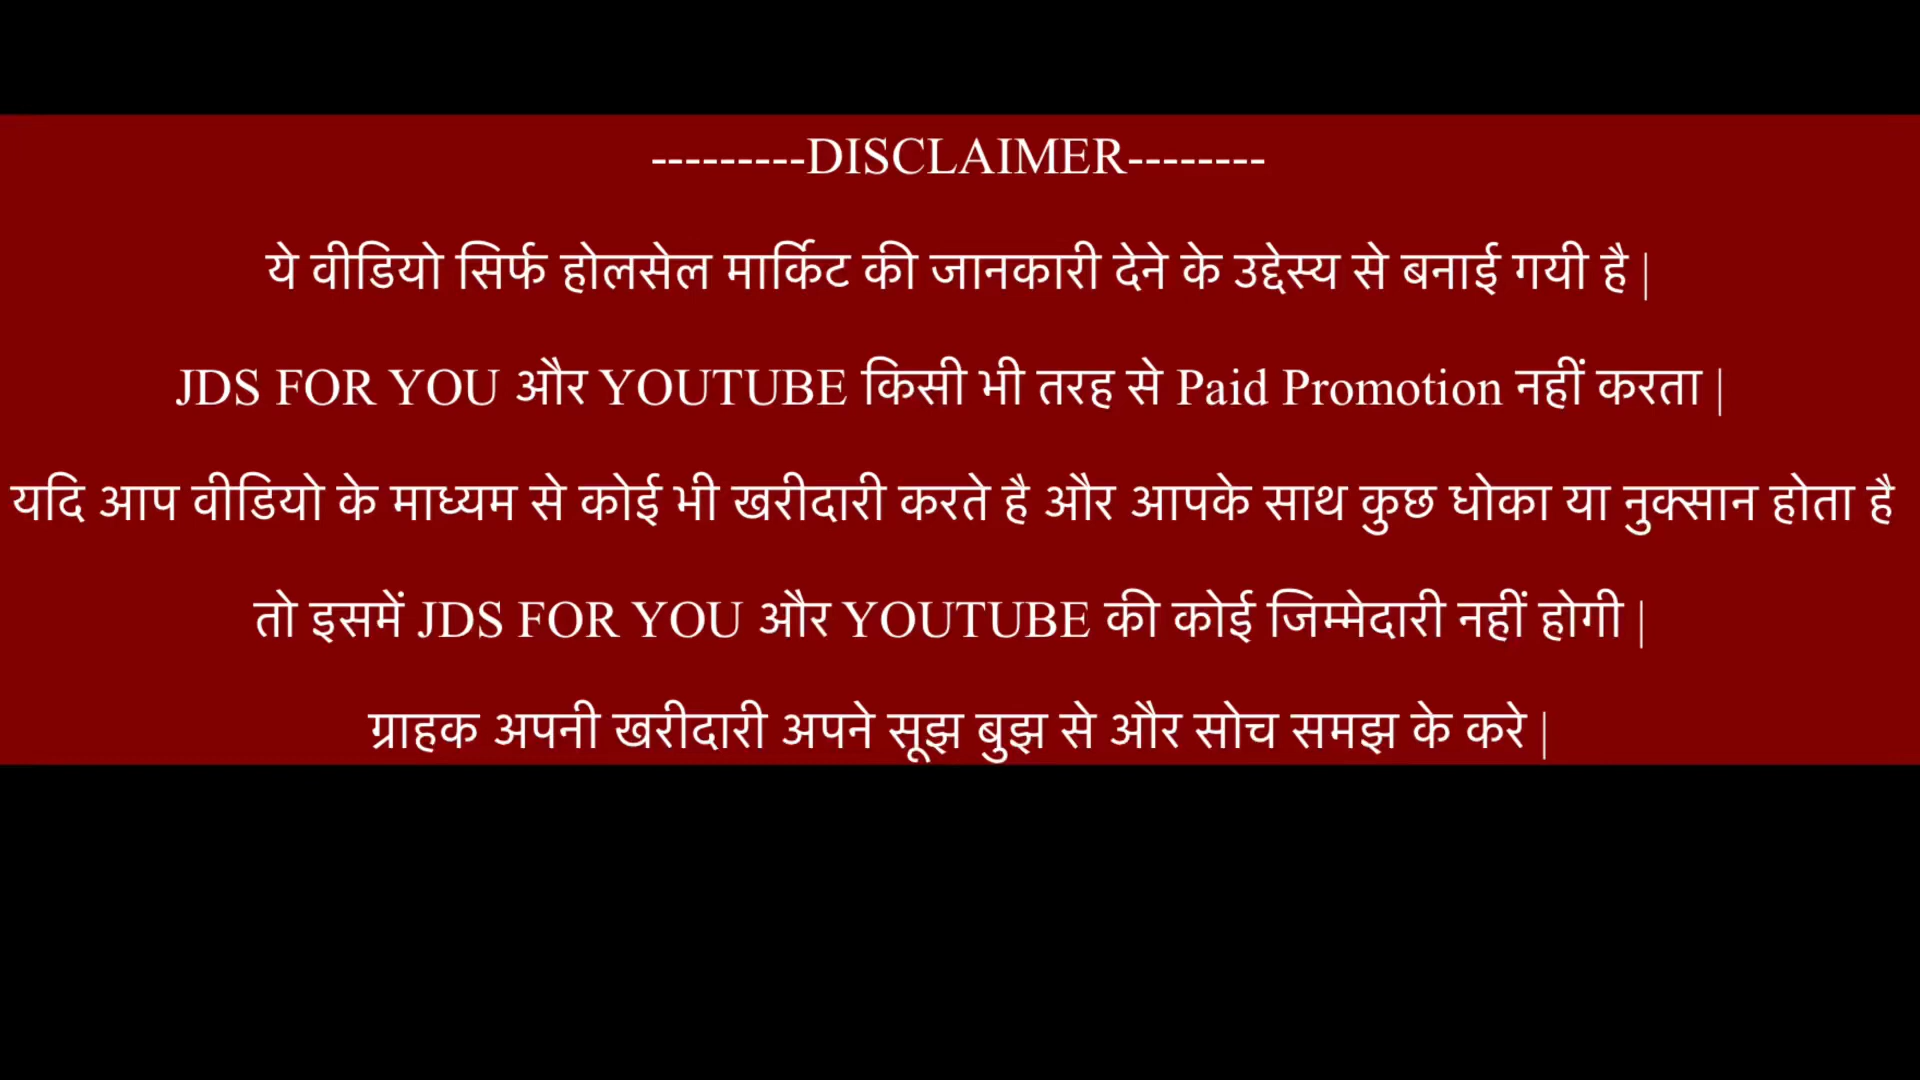 ---------DISCLAIMER--------
ये वीडियो सिर्फ होलसेल मार्किट की जानकारी देने के उद्देस्य से बनाई गयी है |
JDS FOR YOU और YOUTUBE किसी भी तरह से Paid Promotion नहीं करता |
यदि आप वीडियो के माध्यम से कोई भी खरीदारी करते है और आपके साथ कुछ धोका या नुक्सान होता है
तो इसमें JDS FOR YOU और YOUTUBE की कोई जिम्मेदारी नहीं होगी |
ग्राहक अपनी खरीदारी अपने सूझ बुझ से और सोच समझ के करे |